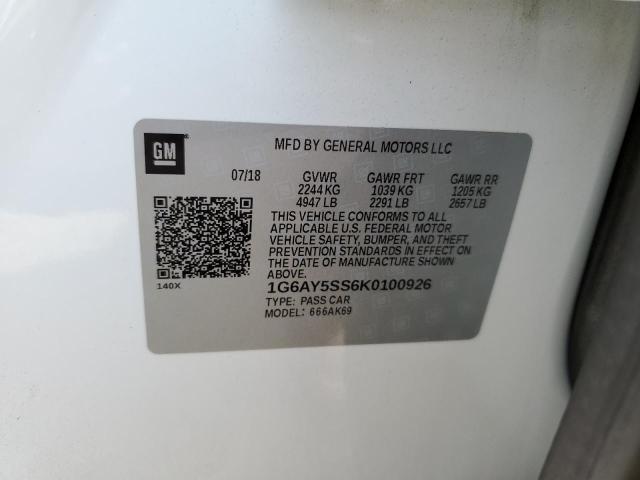 GM
MFD BY GENERAL MOTORS LLC
07/18 GVWR GAWR FRT GAWR RR
2244 KG 1039 KG 1205 KG
4947 LB 2291 LB 2657 LB
THIS VEHICLE CONFORMS TO ALL
APPLICABLE U.S. FEDERAL MOTOR
VEHICLE SAFETY, BUMPER, AND THEFT
PREVENTION STANDARDS IN EFFECT ON
THE DATE OF MANUFACTURE SHOWN
ABOVE.
140X
1G6AY5SS6K0100926
TYPE: PASS CAR
MODEL: 666AK69